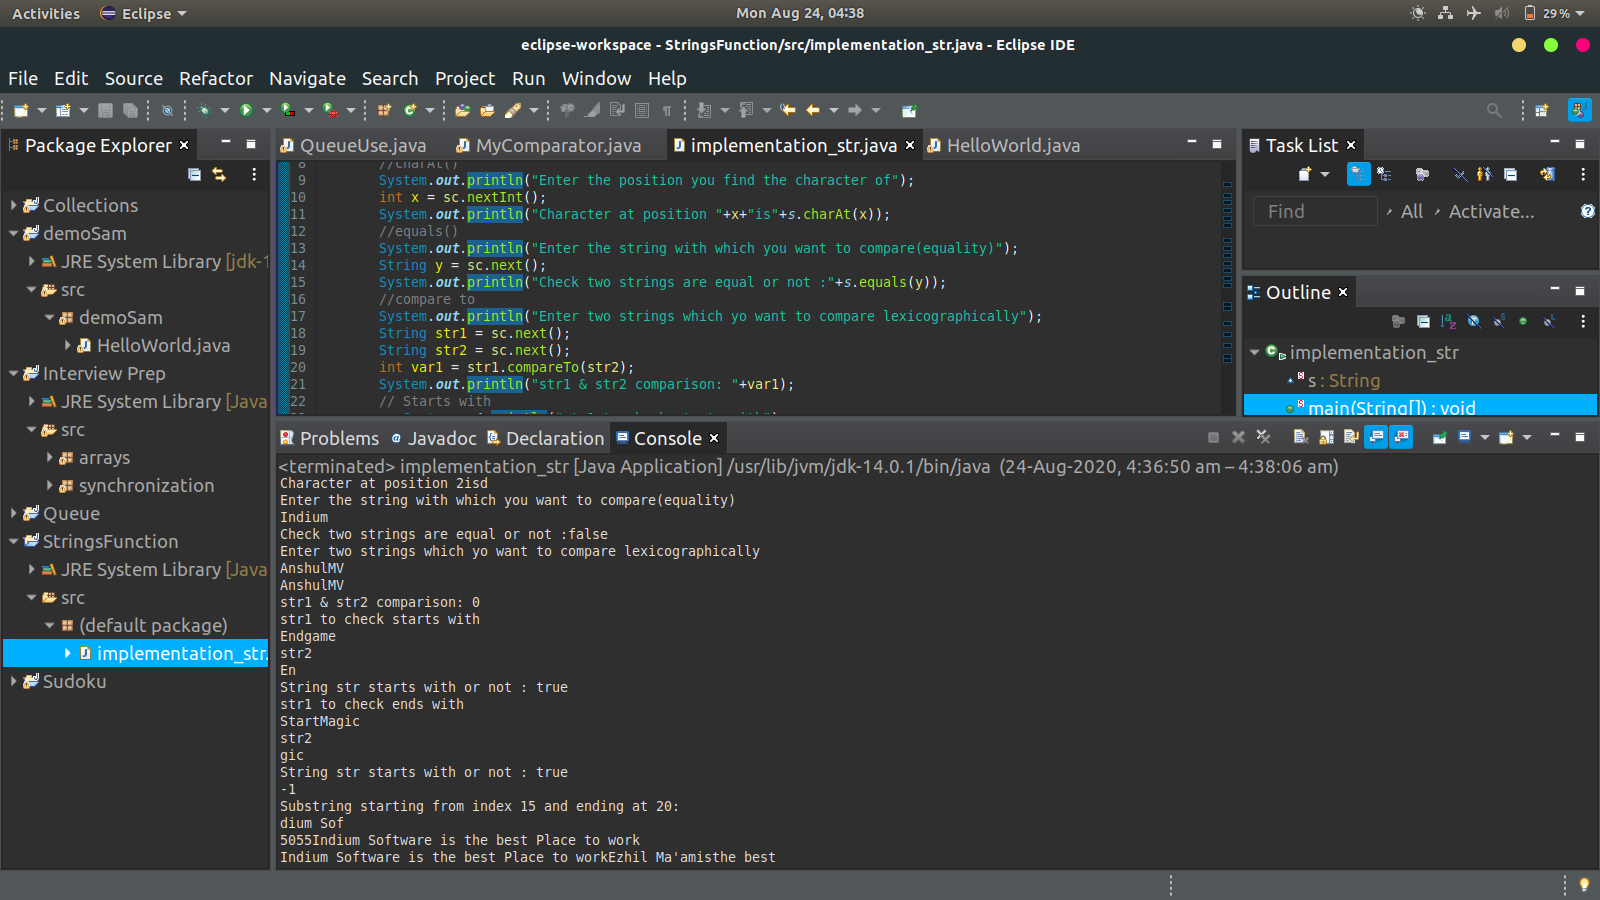 Activities Eclipse Mon Aug 24, 04:38 29%
eclipse-workspace - StringsFunction/src/implementation_str.java - Eclipse IDE
File Edit Source Refactor Navigate Search Project Run Window Help
Package Explorer
Collections
demoSam
JRE System Library [jdk-1
src
demoSam
HelloWorld.java
Interview Prep
JRE System Library [Java
src
arrays
synchronization
Queue
StringsFunction
JRE System Library [Java
src
(default package)
implementation_str.
Sudoku
QueueUse.java MyComparator.java implementation_str.java HelloWorld.java
8 //charAt()
9 System.out.println("Enter the position you find the character of");
10 int x = sc.nextInt();
11 System.out.println("Character at position "+x+"is"+s.charAt(x));
12 //equals()
13 System.out.println("Enter the string with which you want to compare(equality)");
14 String y = sc.next();
15 System.out.println("Check two strings are equal or not :"+s.equals(y));
16 //compare to
17 System.out.println("Enter two strings which yo want to compare lexicographically");
18 String str1 = sc.next();
19 String str2 = sc.next();
20 int var1 = str1.compareTo(str2);
21 System.out.println("str1 & str2 comparison: "+var1);
22 // Starts with
Task List
Find All Activate...
Outline
implementation_str
s : String
main(String[]) : void
Problems Javadoc Declaration Console
<terminated> implementation_str [Java Application] /usr/lib/jvm/jdk-14.0.1/bin/java (24-Aug-2020, 4:36:50 am – 4:38:06 am)
Character at position 2isd
Enter the string with which you want to compare(equality)
Indium
Check two strings are equal or not :false
Enter two strings which yo want to compare lexicographically
AnshulMV
AnshulMV
str1 & str2 comparison: 0
str1 to check starts with
Endgame
str2
En
String str starts with or not : true
str1 to check ends with
StartMagic
str2
gic
String str starts with or not : true
-1
Substring starting from index 15 and ending at 20:
dium Sof
5055Indium Software is the best Place to work
Indium Software is the best Place to workEzhil Ma'amisthe best